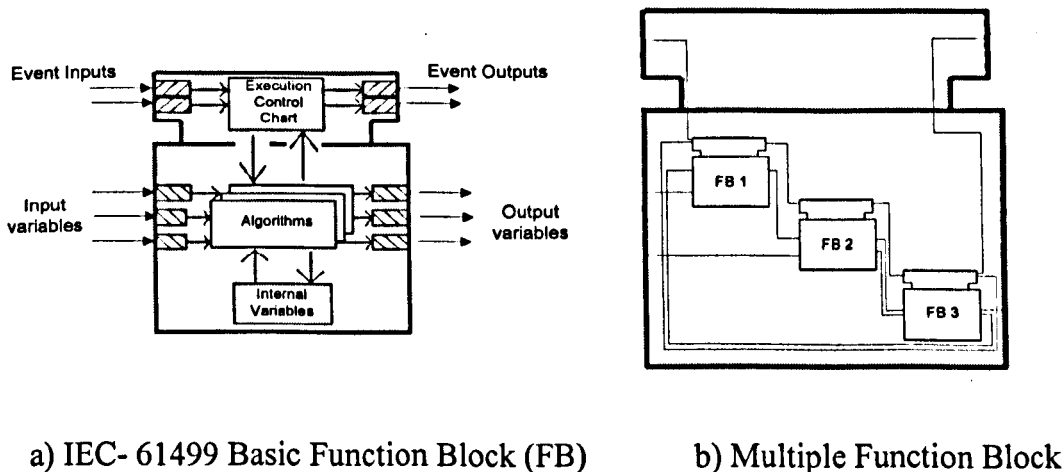 Event Inputs
Event Outputs
Execution
Control
Chart
Input
variables
Algorithms
Output
variables
Internal
Variables
FB 1
FB 2
FB 3
a) IEC- 61499 Basic Function Block (FB)
b) Multiple Function Block